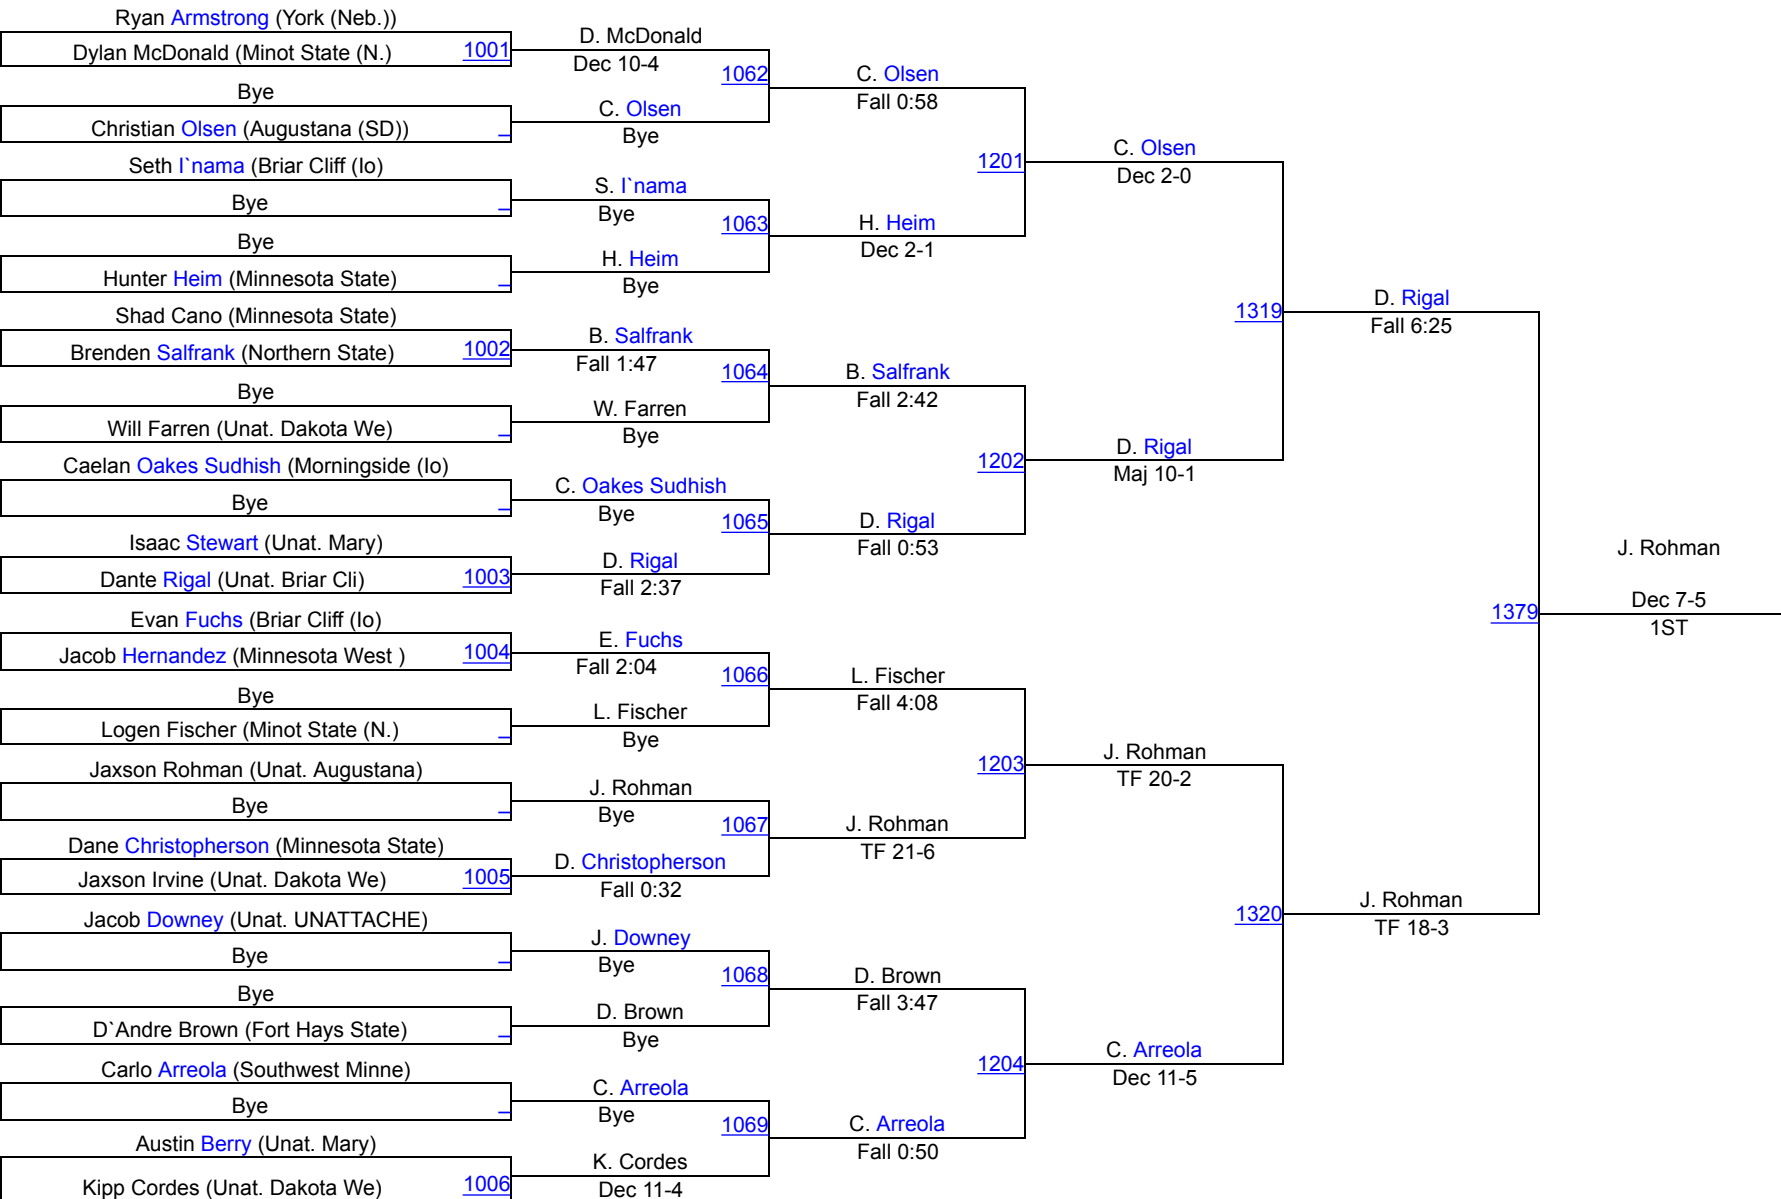 Ryan Armstrong (York (Neb.))
Dylan McDonald (Minot State (N.)
1001
Bye
Christian Olsen (Augustana (SD))
Seth I`nama (Briar Cliff (Io)
Bye
Bye
Hunter Heim (Minnesota State)
Shad Cano (Minnesota State)
Brenden Salfrank (Northern State)
1002
Bye
Will Farren (Unat. Dakota We)
Caelan Oakes Sudhish (Morningside (Io)
Bye
Isaac Stewart (Unat. Mary)
Dante Rigal (Unat. Briar Cli)
1003
Evan Fuchs (Briar Cliff (Io)
Jacob Hernandez (Minnesota West )
1004
Bye
Logen Fischer (Minot State (N.)
Jaxson Rohman (Unat. Augustana)
Bye
Dane Christopherson (Minnesota State)
Jaxson Irvine (Unat. Dakota We)
1005
Jacob Downey (Unat. UNATTACHE)
Bye
Bye
D`Andre Brown (Fort Hays State)
Carlo Arreola (Southwest Minne)
Bye
Austin Berry (Unat. Mary)
Kipp Cordes (Unat. Dakota We)
1006
D. McDonald
Dec 10-4
1062
C. Olsen
Bye
S. I`nama
Bye
1063
H. Heim
Bye
B. Salfrank
Fall 1:47
1064
W. Farren
Bye
C. Oakes Sudhish
Bye
1065
D. Rigal
Fall 2:37
E. Fuchs
Fall 2:04
1066
L. Fischer
Bye
J. Rohman
Bye
1067
D. Christopherson
Fall 0:32
J. Downey
Bye
1068
D. Brown
Bye
C. Arreola
Bye
1069
K. Cordes
Dec 11-4
C. Olsen
Fall 0:58
1201
H. Heim
Dec 2-1
B. Salfrank
Fall 2:42
1202
D. Rigal
Fall 0:53
L. Fischer
Fall 4:08
1203
J. Rohman
TF 21-6
D. Brown
Fall 3:47
1204
C. Arreola
Fall 0:50
C. Olsen
Dec 2-0
1319
D. Rigal
Maj 10-1
J. Rohman
TF 20-2
1320
C. Arreola
Dec 11-5
D. Rigal
Fall 6:25
1379
J. Rohman
TF 18-3
J. Rohman
Dec 7-5
1ST